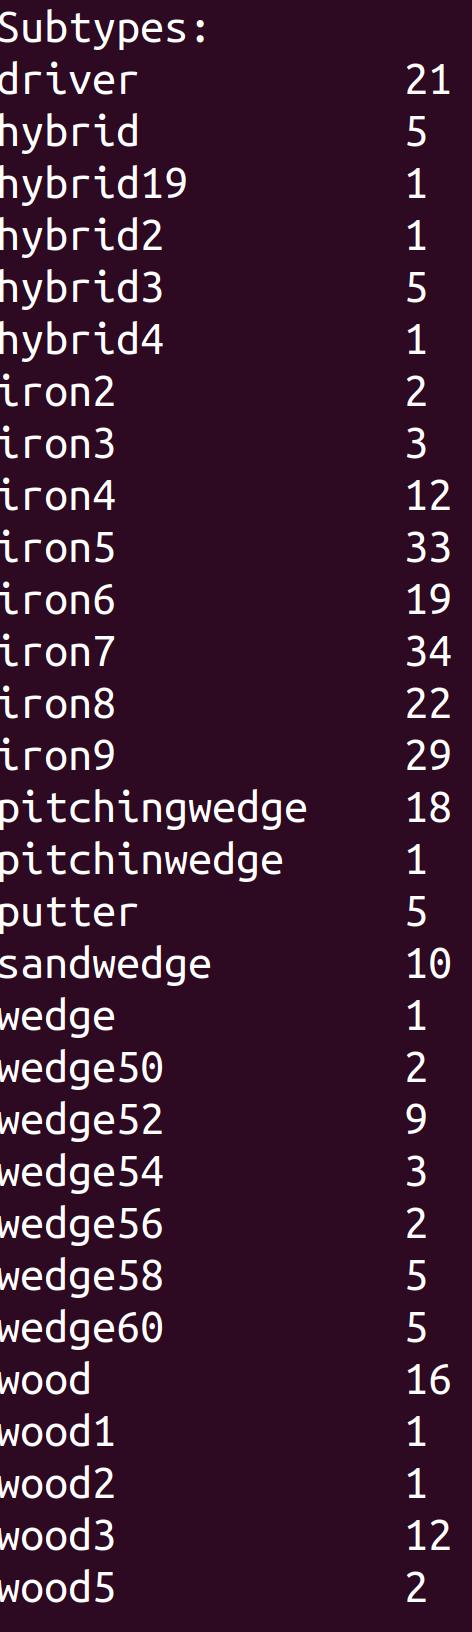 Subtypes:
driver 21
hybrid 5
hybrid19 1
hybrid2 1
hybrid3 5
hybrid4 1
iron2 2
iron3 3
iron4 12
iron5 33
iron6 19
iron7 34
iron8 22
iron9 29
pitchingwedge 18
pitchinwedge 1
putter 5
sandwedge 10
wedge 1
wedge50 2
wedge52 9
wedge54 3
wedge56 2
wedge58 5
wedge60 5
wood 16
wood1 1
wood2 1
wood3 12
wood5 2